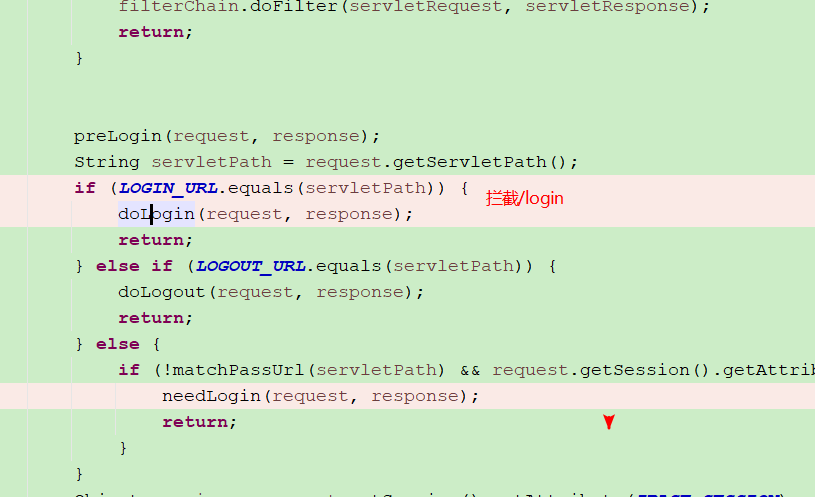 filterChain.doFilter(servletRequest, servletResponse);
return;
}
preLogin(request, response);
String servletPath = request.getServletPath();
if (LOGIN_URL.equals(servletPath)) {
拦截/login
doLogin(request, response);
return;
} else if (LOGOUT_URL.equals(servletPath)) {
doLogout(request, response);
return;
} else {
if (!matchPassUrl(servletPath) && request.getSession().getAttrib
needLogin(request, response);
return;
}
}